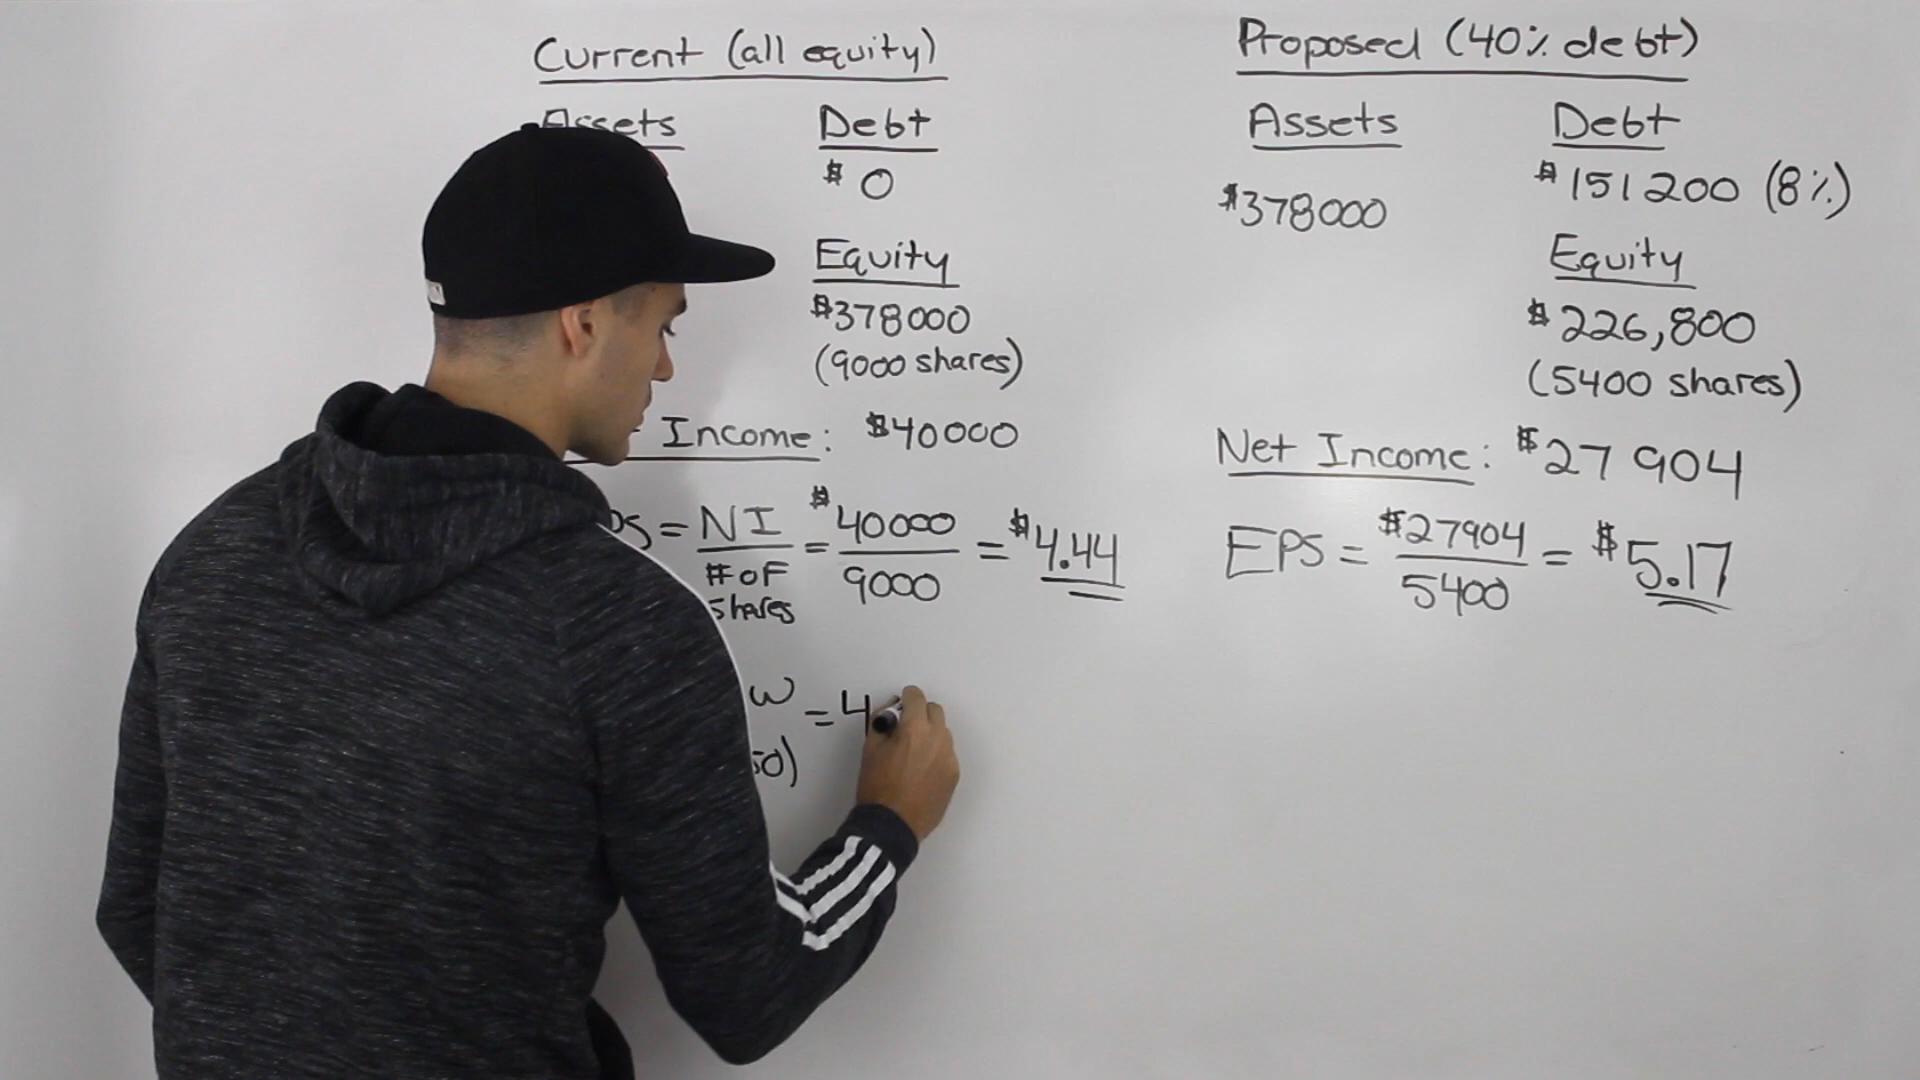 Current (all equity)
Assets
Debt
$ 0
Equity
$378000
(9000 shares)
Income: $40000
= NI / # of shares = $40000 / 9000 = $4.44
= 4
Proposed (40% debt)
Assets
$378000
Debt
$151200 (8%)
Equity
$226,800
(5400 shares)
Net Income: $27904
EPS = $27904 / 5400 = $5.17